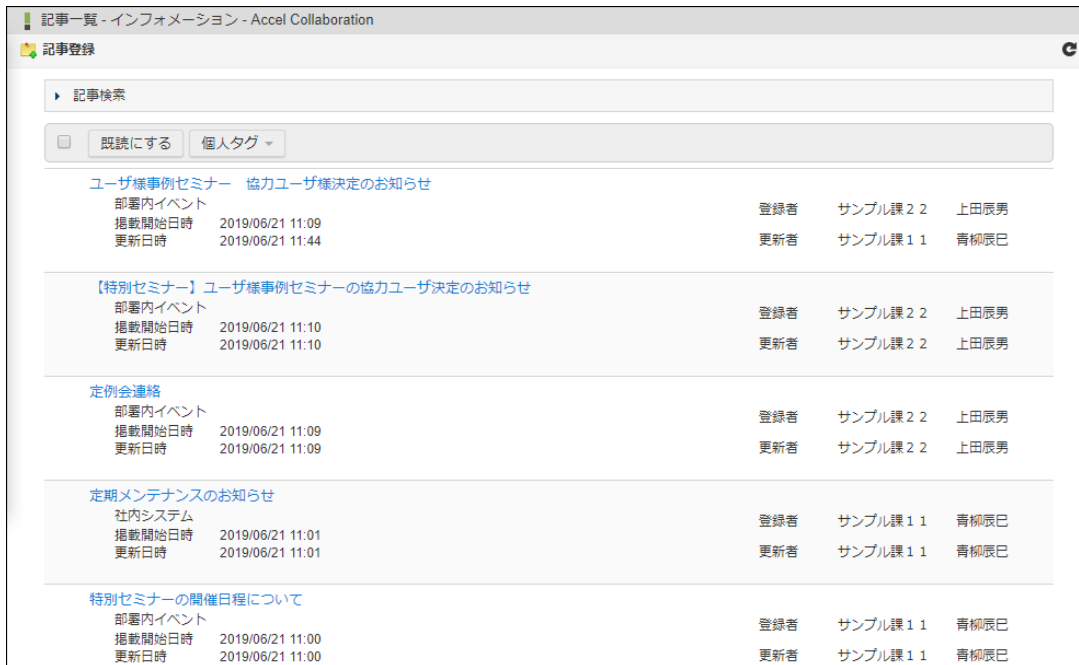 記事一覧 - インフォメーション - Accel Collaboration
記事登録
記事検索
既読にする 個人タグ
ユーザ様事例セミナー　協力ユーザ様決定のお知らせ
部署内イベント
掲載開始日時 2019/06/21 11:09
更新日時 2019/06/21 11:44
登録者 サンプル課２２ 上田辰男
更新者 サンプル課１１ 青柳辰巳
【特別セミナー】ユーザ様事例セミナーの協力ユーザ決定のお知らせ
部署内イベント
掲載開始日時 2019/06/21 11:10
更新日時 2019/06/21 11:10
登録者 サンプル課２２ 上田辰男
更新者 サンプル課２２ 上田辰男
定例会連絡
部署内イベント
掲載開始日時 2019/06/21 11:09
更新日時 2019/06/21 11:09
登録者 サンプル課２２ 上田辰男
更新者 サンプル課２２ 上田辰男
定期メンテナンスのお知らせ
社内システム
掲載開始日時 2019/06/21 11:01
更新日時 2019/06/21 11:01
登録者 サンプル課１１ 青柳辰巳
更新者 サンプル課１１ 青柳辰巳
特別セミナーの開催日程について
部署内イベント
掲載開始日時 2019/06/21 11:00
更新日時 2019/06/21 11:00
登録者 サンプル課１１ 青柳辰巳
更新者 サンプル課１１ 青柳辰巳